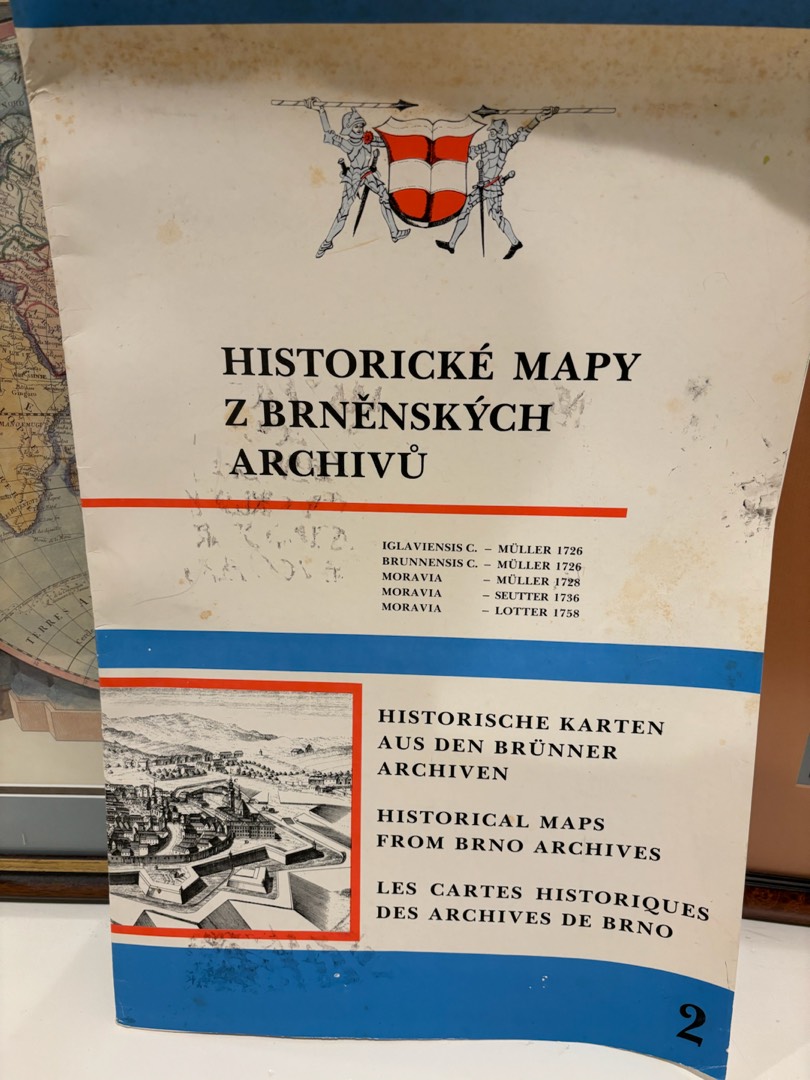 HISTORICKÉ MAPY
Z BRNĚNSKÝCH
ARCHIVŮ
IGLAVIENSIS C. – MÜLLER 1726
BRUNNENSIS C. – MÜLLER 1726
MORAVIA – MÜLLER 1728
MORAVIA – SEUTTER 1736
MORAVIA – LOTTER 1758
HISTORISCHE KARTEN
AUS DEN BRÜNNER
ARCHIVEN
HISTORICAL MAPS
FROM BRNO ARCHIVES
LES CARTES HISTORIQUES
DES ARCHIVES DE BRNO
2
TERRES